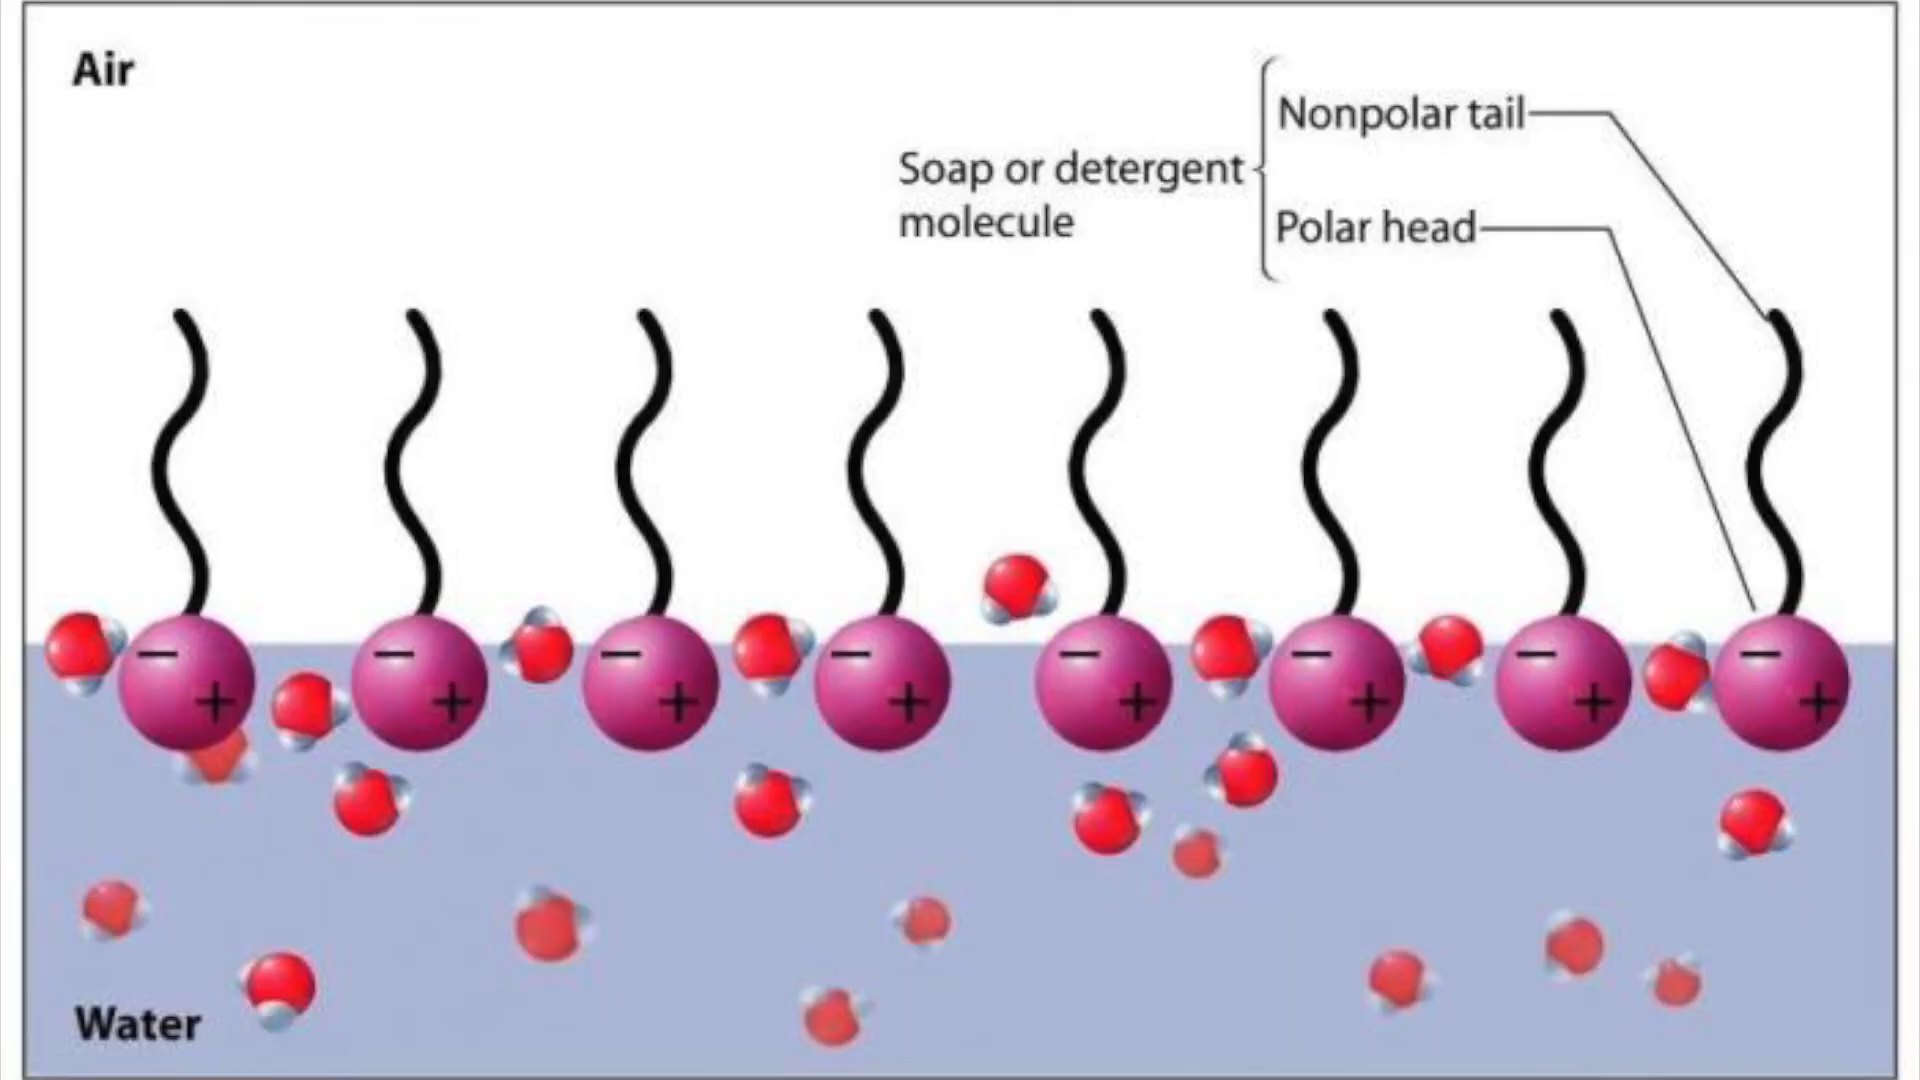 Air
Nonpolar tail
Soap or detergent
molecule
Polar head
− − − − − − − −
+ + + + + + + +
Water